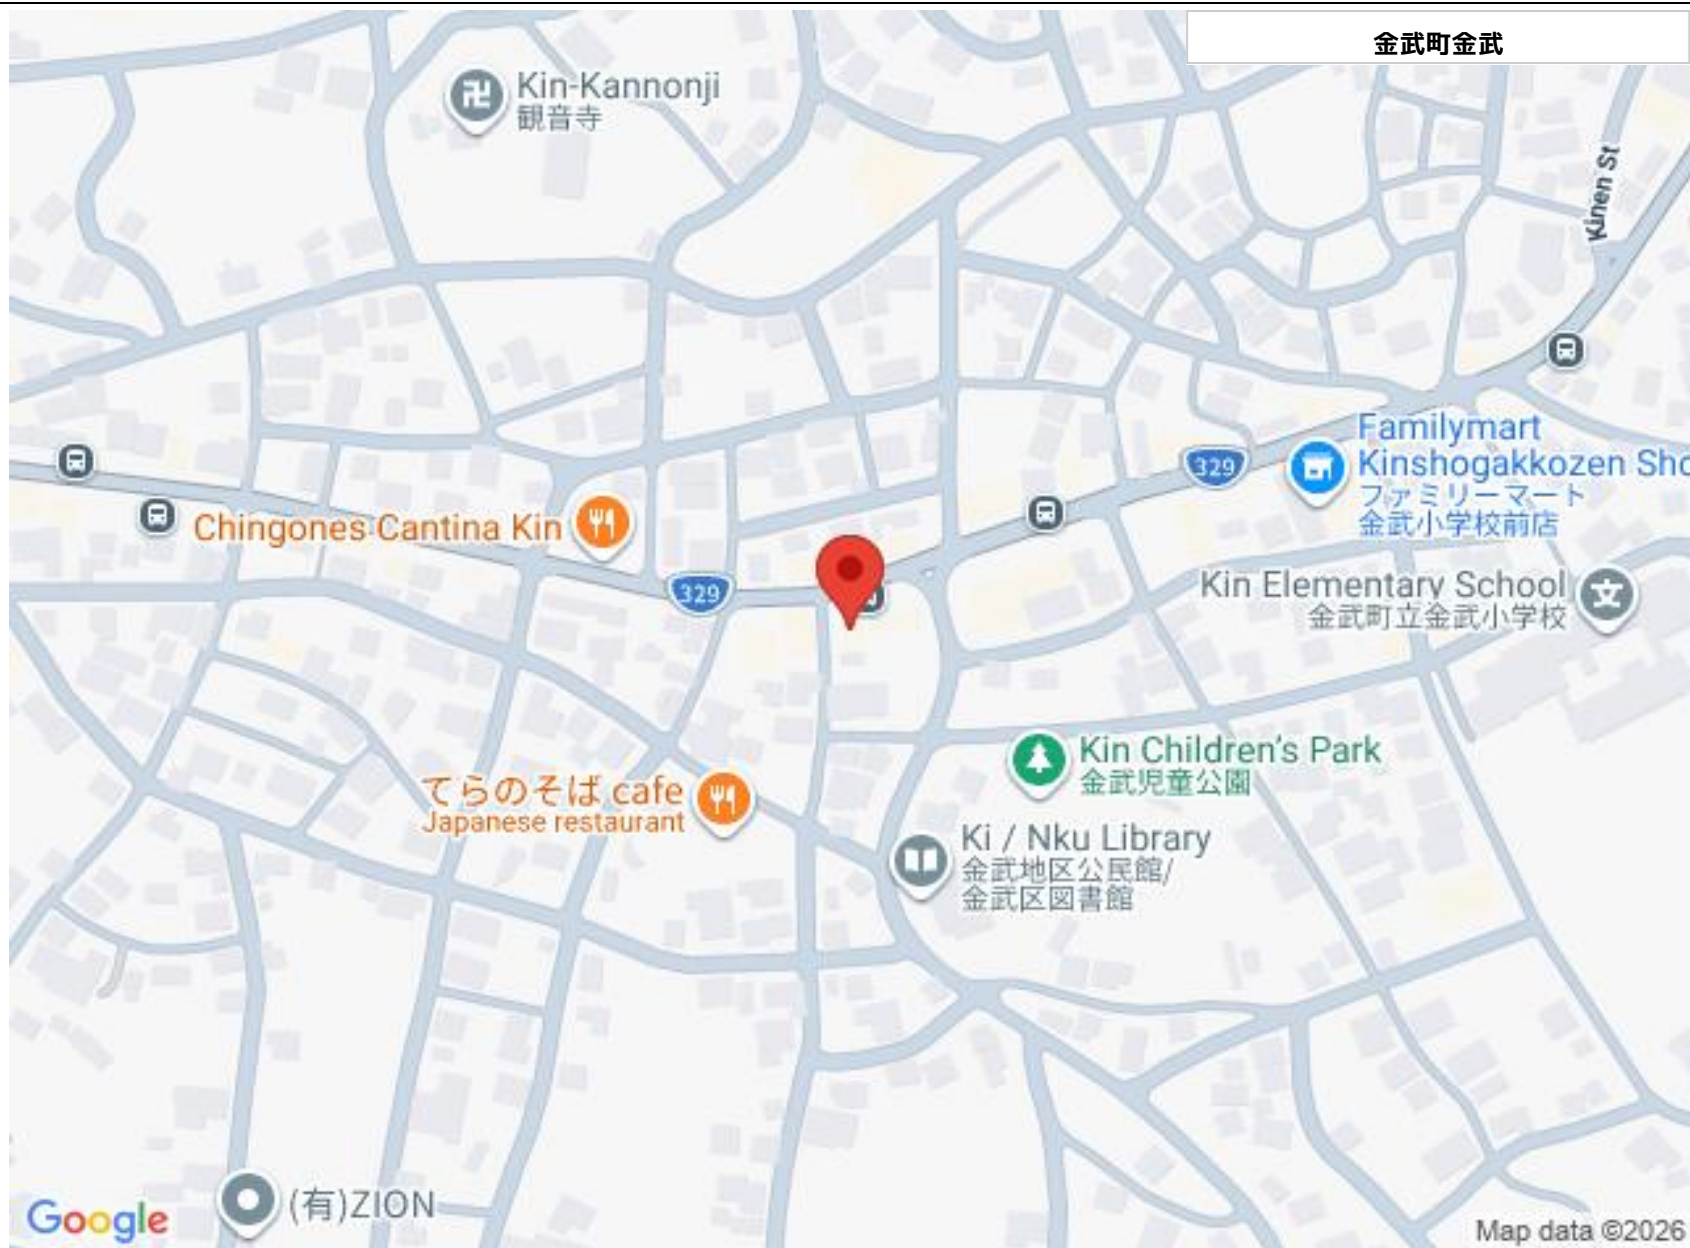 金武町金武
Kin-Kannonji
観音寺
Kinen St
Familymart
Kinshogakkozen Sho
ファミリーマート
金武小学校前店
329
Chingones Cantina Kin
329
Kin Elementary School
金武町立金武小学校
Kin Children's Park
金武児童公園
てらのそば cafe
Japanese restaurant
Ki / Nku Library
金武地区公民館/
金武区図書館
(有)ZION
Google
Map data ©2026